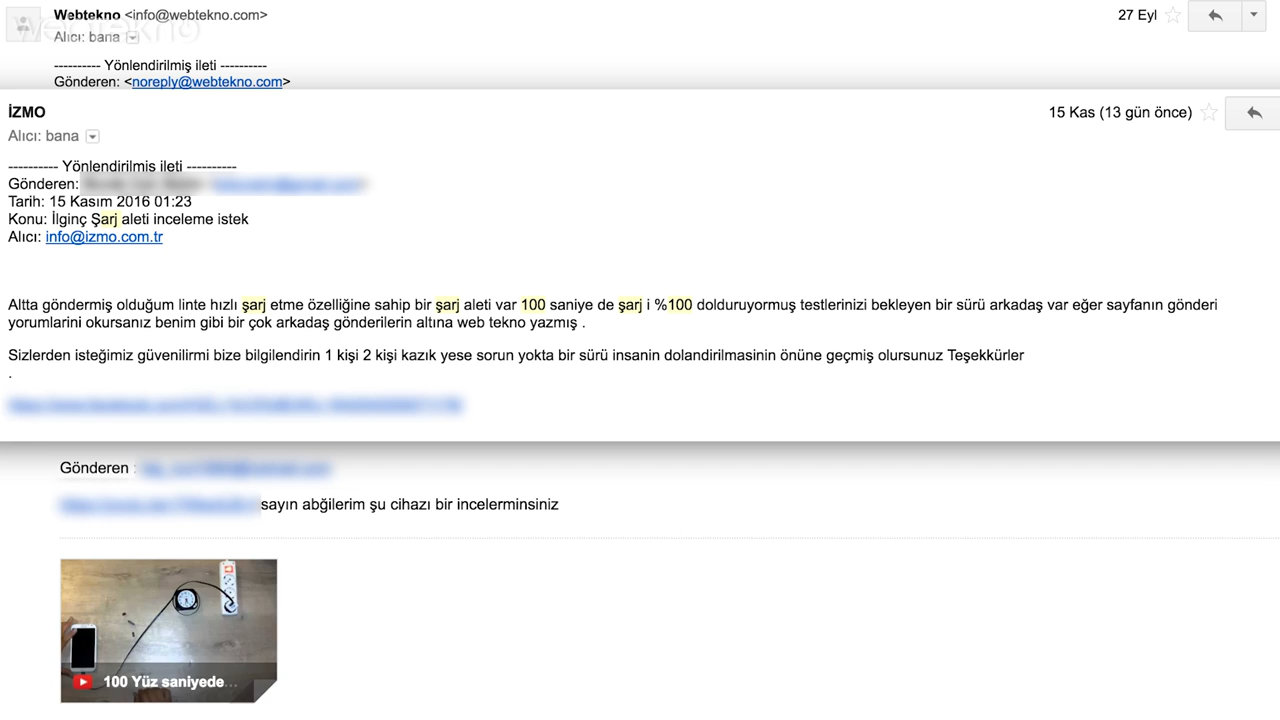 Webtekno <info@webtekno.com>
27 Eyl
webtekno
Alıcı: bana
---------- Yönlendirilmiş ileti ----------
Gönderen: <noreply@webtekno.com>
İZMO
15 Kas (13 gün önce)
Alıcı: bana
---------- Yönlendirilmis ileti ----------
Gönderen:
Tarih: 15 Kasım 2016 01:23
Konu: İlginç Şarj aleti inceleme istek
Alıcı: info@izmo.com.tr
Altta göndermiş olduğum linte hızlı şarj etme özelliğine sahip bir şarj aleti var 100 saniye de şarj i %100 dolduruyormuş testlerinizi bekleyen bir sürü arkadaş var eğer sayfanın gönderi
yorumlarini okursanız benim gibi bir çok arkadaş gönderilerin altına web tekno yazmış .
Sizlerden isteğimiz güvenilirmi bize bilgilendirin 1 kişi 2 kişi kazık yese sorun yokta bir sürü insanin dolandirilmasinin önüne geçmiş olursunuz Teşekkürler
.
Gönderen :
sayın abğilerim şu cihazı bir incelerminsiniz
100 Yüz saniyede...